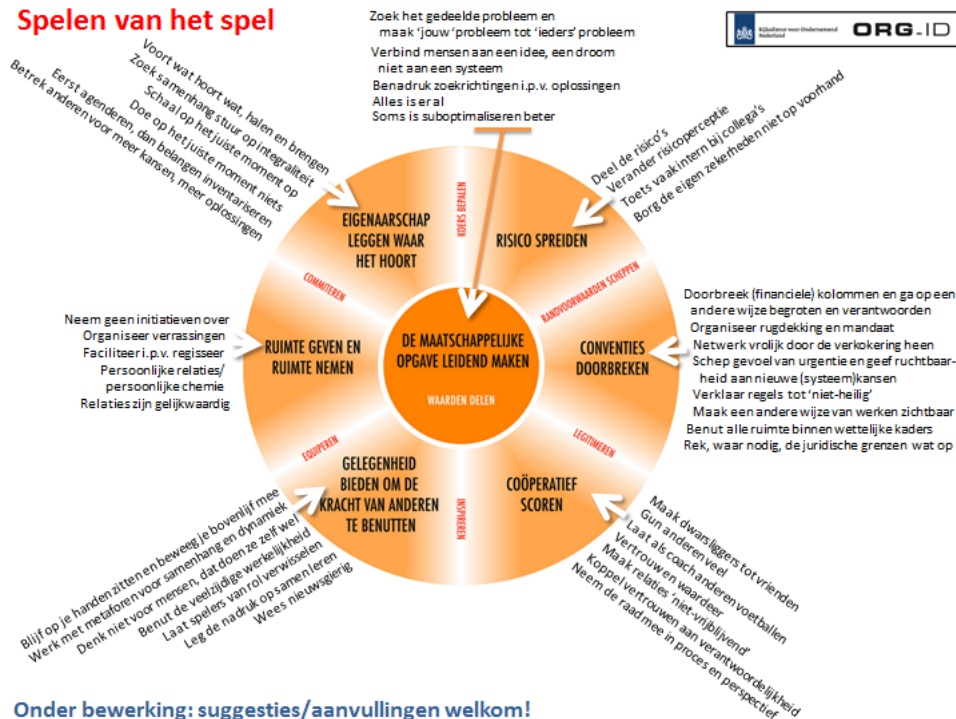 Spelen van het spel
Zoek het gedeelde probleem en
maak ‘jouw ‘probleem tot ‘ieders’ probleem
Verbind mensen aan een idee, een droom
niet aan een systeem
Benadruk zoekrichtingen i.p.v. oplossingen
Alles is er al
Soms is suboptimaliseren beter
Rijksdienst voor Ondernemend
Nederland
ORG-ID
Voort wat hoort wat, halen en brengen
Zoek samenhang stuur op integraliteit
Schaal op het juiste moment op
Doe op het juiste moment niets
Eerst agenderen, dan belangen inventariseren
Betrek anderen voor meer kansen, meer oplossingen
Deel de risico’s
Verander risicoperceptie
Toets vaak intern bij collega’s
Borg de eigen zekerheden niet op voorhand
EIGENAARSCHAP
LEGGEN WAAR
HET HOORT
KOERS BEPALEN
RISICO SPREIDEN
COMMITEREN
RANDVOORWAARDEN SCHEPPEN
Neem geen initiatieven over
Organiseer verrassingen
Faciliteer i.p.v. regisseer
Persoonlijke relaties/
persoonlijke chemie
Relaties zijn gelijkwaardig
RUIMTE GEVEN EN
RUIMTE NEMEN
DE MAATSCHAPPELIJKE
OPGAVE LEIDEND MAKEN
WAARDEN DELEN
CONVENTIES
DOORBREKEN
Doorbreek (financiele) kolommen en ga op een
andere wijze begroten en verantwoorden
Organiseer rugdekking en mandaat
Netwerk vrolijk door de verkokering heen
Schep gevoel van urgentie en geef ruchtbaar-
heid aan nieuwe (systeem)kansen
Verklaar regels tot ‘niet-heilig’
Maak een andere wijze van werken zichtbaar
Benut alle ruimte binnen wettelijke kaders
Rek, waar nodig, de juridische grenzen wat op
EQUIPEREN
LEGITIMEREN
GELEGENHEID
BIEDEN OM DE
KRACHT VAN ANDEREN
TE BENUTTEN
INSPIREREN
COÖPERATIEF
SCOREN
Blijf op je handen zitten en beweeg je bovenlijf mee
Werk met metaforen voor samenhang en dynamiek
Denk niet voor mensen, dat doen ze zelf wel
Benut de veelzijdige werkelijkheid
Laat spelers van rol verwisselen
Leg de nadruk op samen leren
Wees nieuwsgierig
Maak dwarsliggers tot vrienden
Gun anderen veel
Laat als coach anderen voetballen
Vertrouwen waardeer
Maak relaties ‘niet-vrijblijvend’
Koppel vertrouwen aan verantwoordelijkheid
Neem de raad mee in proces en perspectief
Onder bewerking: suggesties/aanvullingen welkom!